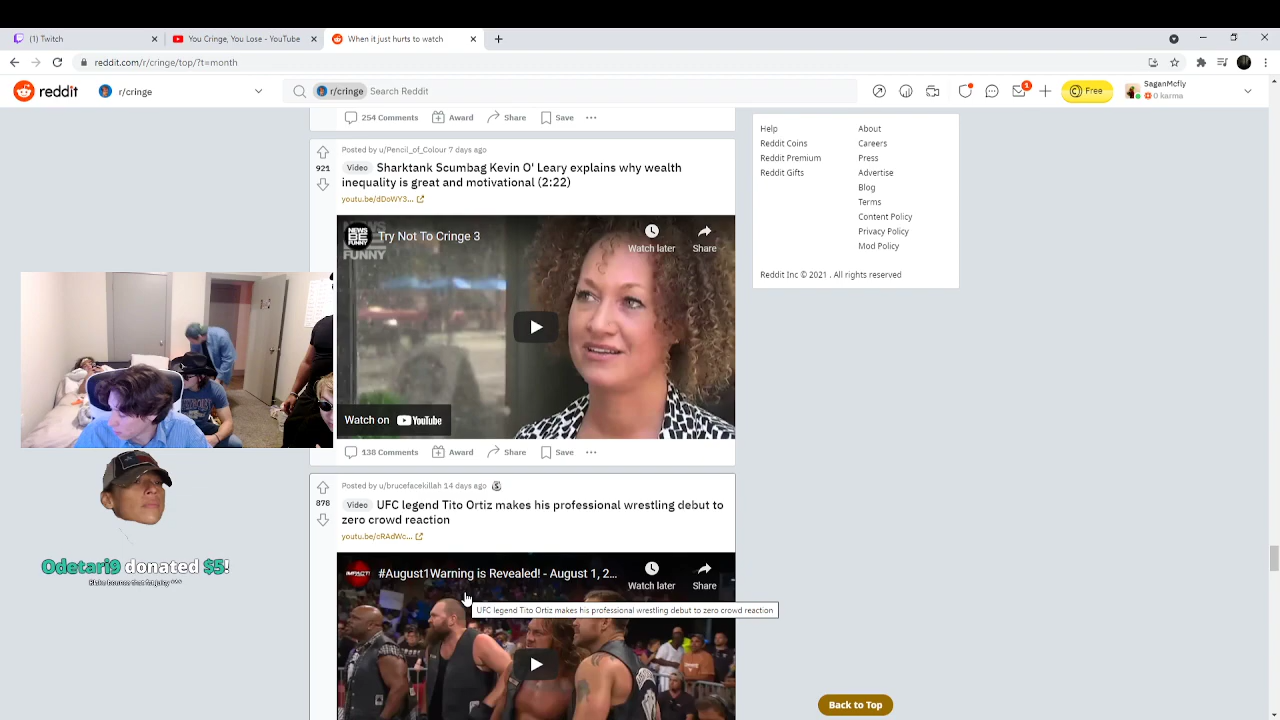 (1) Twitch
You Cringe, You Lose - YouTube
When it just hurts to watch
reddit.com/r/cringe/top/?t=month
reddit
r/cringe
r/cringe
Search Reddit
1
Free
SaganMcfly
0 karma
254 Comments
Award
Share
Save
Posted by u/Pencil_of_Colour 7 days ago
921
Video
Sharktank Scumbag Kevin O' Leary explains why wealth
inequality is great and motivational (2:22)
youtu.be/dDoWY3...
NEWS
BE
FUNNY
Try Not To Cringe 3
Watch later
Share
Watch on YouTube
138 Comments
Award
Share
Save
Posted by u/brucefacekillah 14 days ago
878
Video
UFC legend Tito Ortiz makes his professional wrestling debut to
zero crowd reaction
youtu.be/cRAdWc...
IMPACT!
#August1Warning is Revealed! - August 1, 2...
Watch later
Share
UFC legend Tito Ortiz makes his professional wrestling debut to zero crowd reaction
Help
About
Reddit Coins
Careers
Reddit Premium
Press
Reddit Gifts
Advertise
Blog
Terms
Content Policy
Privacy Policy
Mod Policy
Reddit Inc © 2021 . All rights reserved
Odetari9 donated $5!
Back to Top